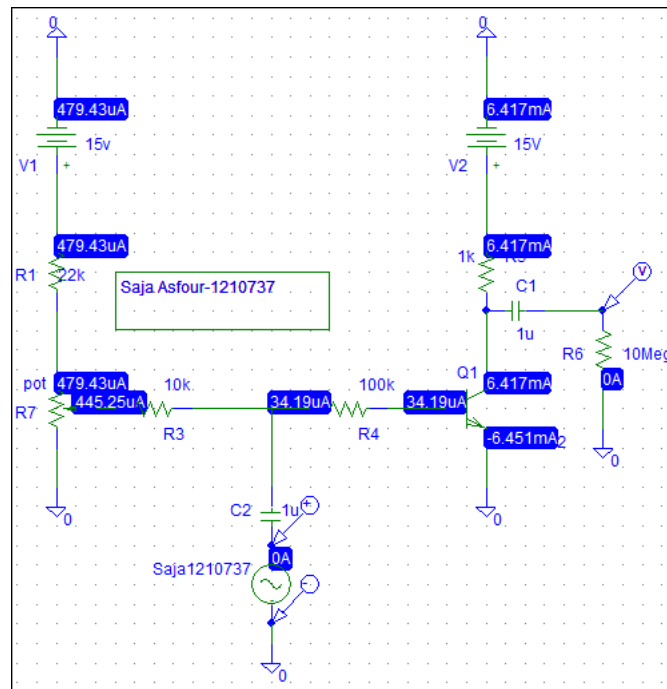 0 0
479.43uA 6.417mA
15v 15V
V1 + V2 +
479.43uA 6.417mA
1k
R1 22k C1 V
Saja Asfour-1210737
1u
R6 10Meg
pot 479.43uA 10k 100k Q1 6.417mA 0A
R7 445.25uA 34.19uA 34.19uA
R3 R4 -6.451mA
0 0 0
C2 1u +
0A
Saja1210737
-
0